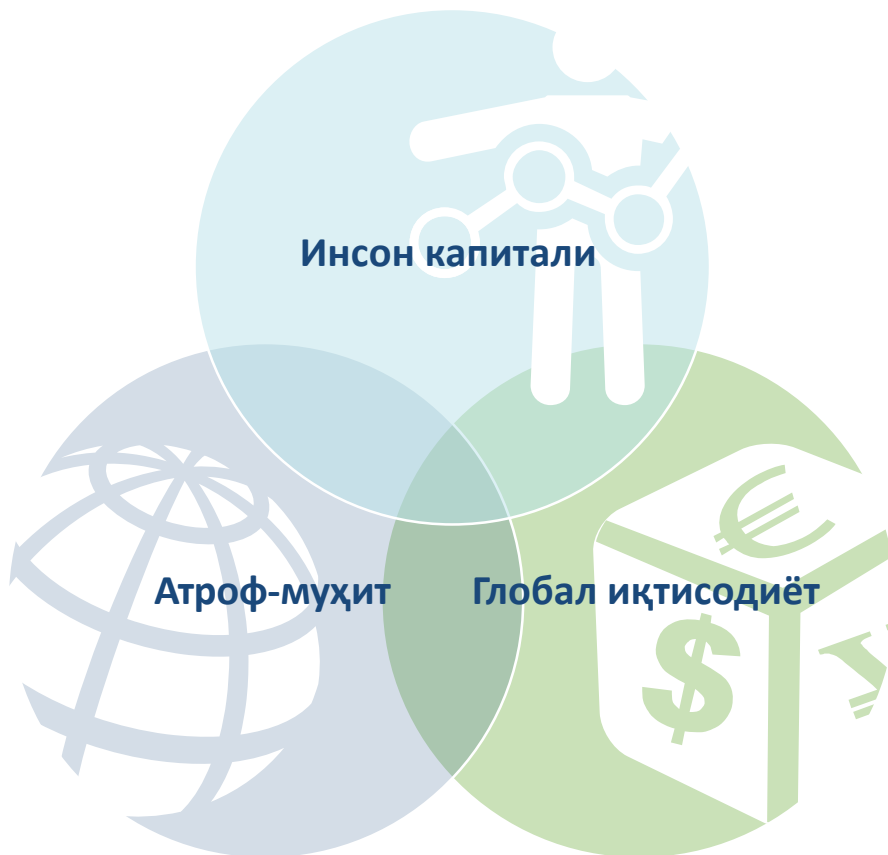 Инсон капитали
Атроф-муҳит
Глобал иқтисодиёт
€
$
¥